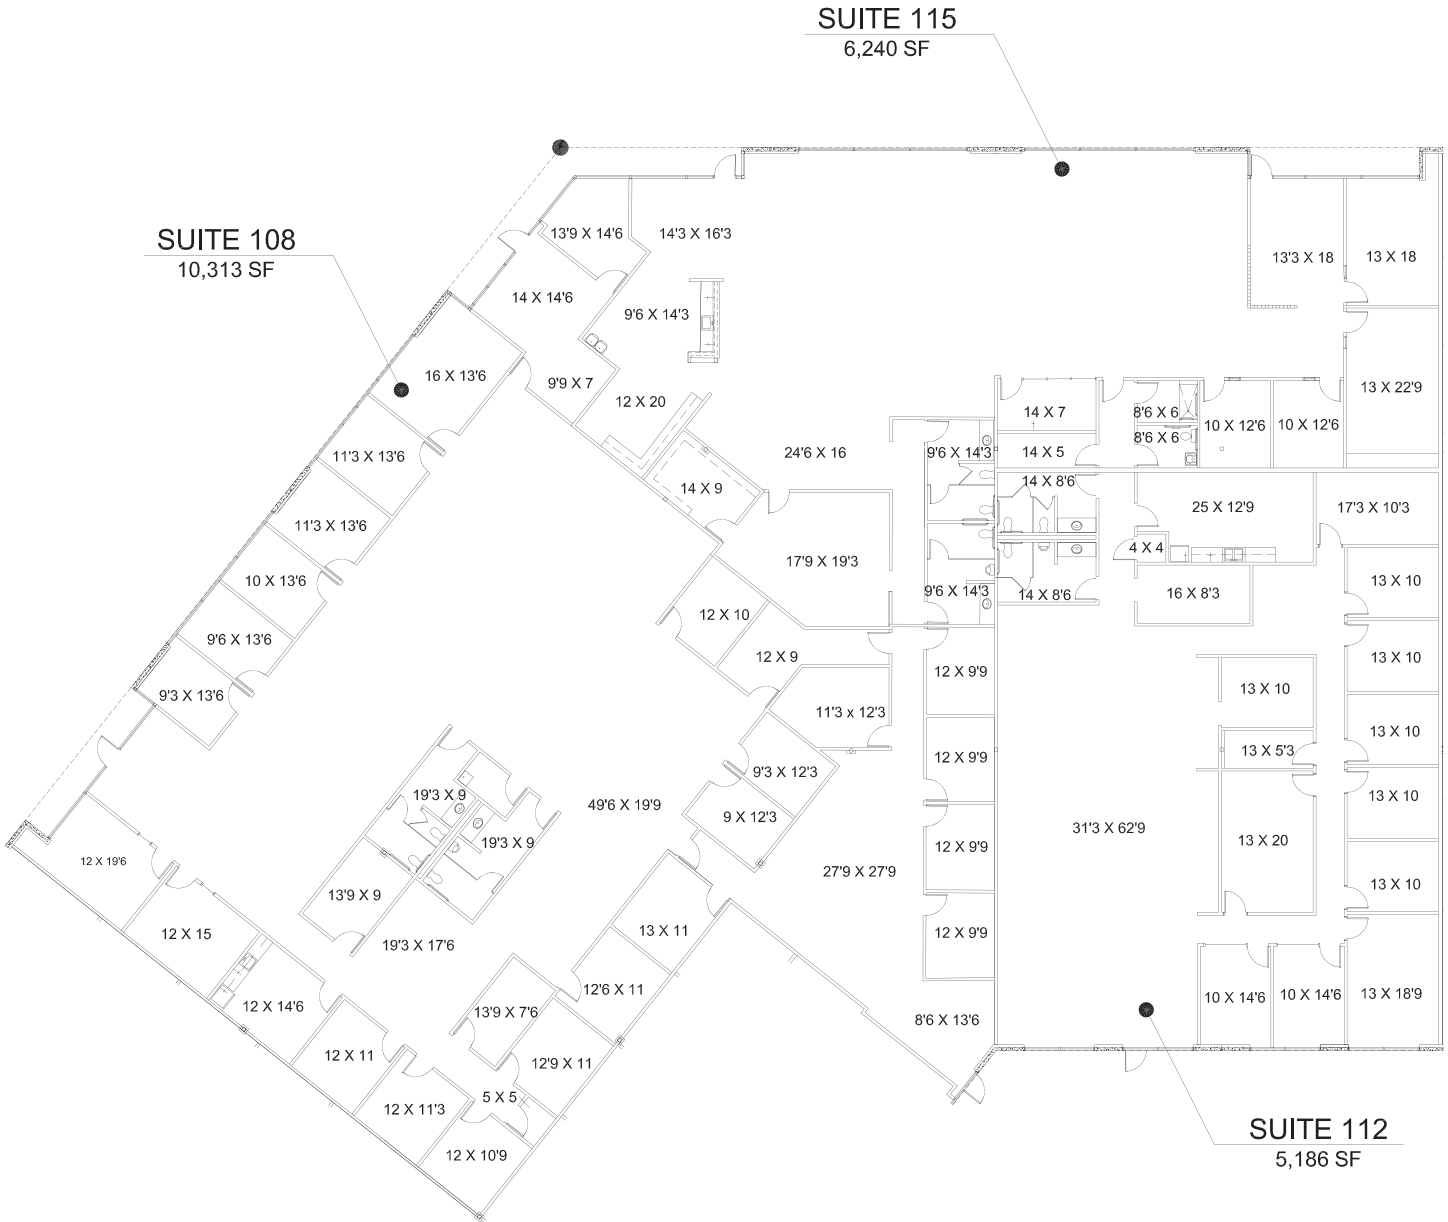 SUITE 115
6,240 SF
SUITE 108
10,313 SF
13'9 X 14'6
14'3 X 16'3
13'3 X 18
13 X 18
14 X 14'6
9'6 X 14'3
16 X 13'6
9'9 X 7
12 X 20
14 X 7
8'6 X 6
8'6 X 6
10 X 12'6
10 X 12'6
13 X 22'9
11'3 X 13'6
24'6 X 16
9'6 X 14'3
14 X 5
14 X 9
14 X 8'6
25 X 12'9
17'3 X 10'3
11'3 X 13'6
17'9 X 19'3
4 X 4
10 X 13'6
9'6 X 14'3
14 X 8'6
16 X 8'3
13 X 10
12 X 10
9'6 X 13'6
12 X 9
12 X 9'9
13 X 10
9'3 X 13'6
11'3 x 12'3
13 X 10
13 X 10
9'3 X 12'3
12 X 9'9
13 X 5'3
19'3 X 9
49'6 X 19'9
9 X 12'3
13 X 10
31'3 X 62'9
19'3 X 9
12 X 9'9
13 X 20
12 X 19'6
27'9 X 27'9
13'9 X 9
13 X 10
12 X 15
19'3 X 17'6
13 X 11
12 X 9'9
12 X 14'6
12'6 X 11
10 X 14'6
10 X 14'6
13 X 18'9
13'9 X 7'6
8'6 X 13'6
12 X 11
12'9 X 11
5 X 5
12 X 11'3
12 X 10'9
SUITE 112
5,186 SF